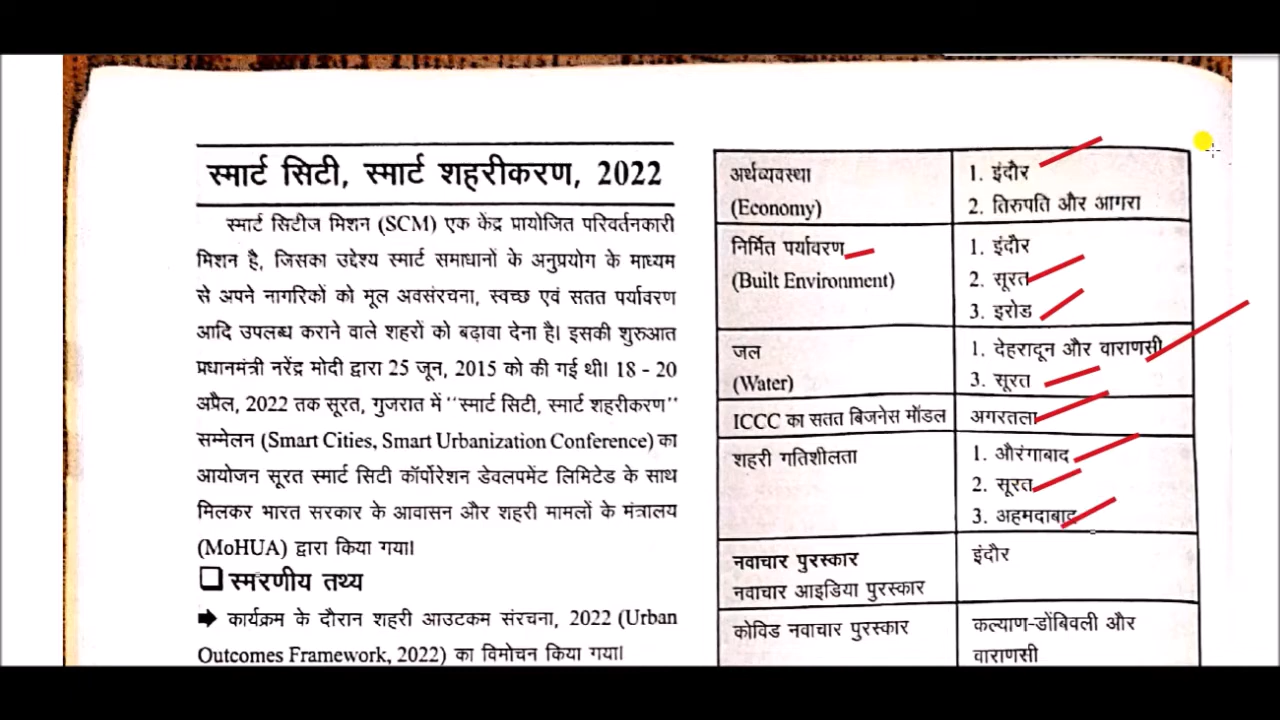 स्मार्ट सिटी, स्मार्ट शहरीकरण, 2022
स्मार्ट सिटीज मिशन (SCM) एक केंद्र प्रायोजित परिवर्तनकारी
मिशन है, जिसका उद्देश्य स्मार्ट समाधानों के अनुप्रयोग के माध्यम
से अपने नागरिकों को मूल अवसंरचना, स्वच्छ एवं सतत पर्यावरण
आदि उपलब्ध कराने वाले शहरों को बढ़ावा देना है। इसकी शुरुआत
प्रधानमंत्री नरेंद्र मोदी द्वारा 25 जून, 2015 को की गई थी। 18 - 20
अप्रैल, 2022 तक सूरत, गुजरात में "स्मार्ट सिटी, स्मार्ट शहरीकरण"
सम्मेलन (Smart Cities, Smart Urbanization Conference) का
आयोजन सूरत स्मार्ट सिटी कॉर्पोरेशन डेवलपमेंट लिमिटेड के साथ
मिलकर भारत सरकार के आवासन और शहरी मामलों के मंत्रालय
(MoHUA) द्वारा किया गया।
स्मरणीय तथ्य
कार्यक्रम के दौरान शहरी आउटकम संरचना, 2022 (Urban
Outcomes Framework, 2022) का विमोचन किया गया।
अर्थव्यवस्था
(Economy)
1. इंदौर
2. तिरुपति और आगरा
निर्मित पर्यावरण
(Built Environment)
1. इंदौर
2. सूरत
3. इरोड
जल
(Water)
1. देहरादून और वाराणसी
3. सूरत
ICCC का सतत बिजनेस मॉडल
अगरतला
शहरी गतिशीलता
1. औरंगाबाद
2. सूरत
3. अहमदाबाद
नवाचार पुरस्कार
नवाचार आइडिया पुरस्कार
इंदौर
कोविड नवाचार पुरस्कार
कल्याण-डोंबिवली और
वाराणसी